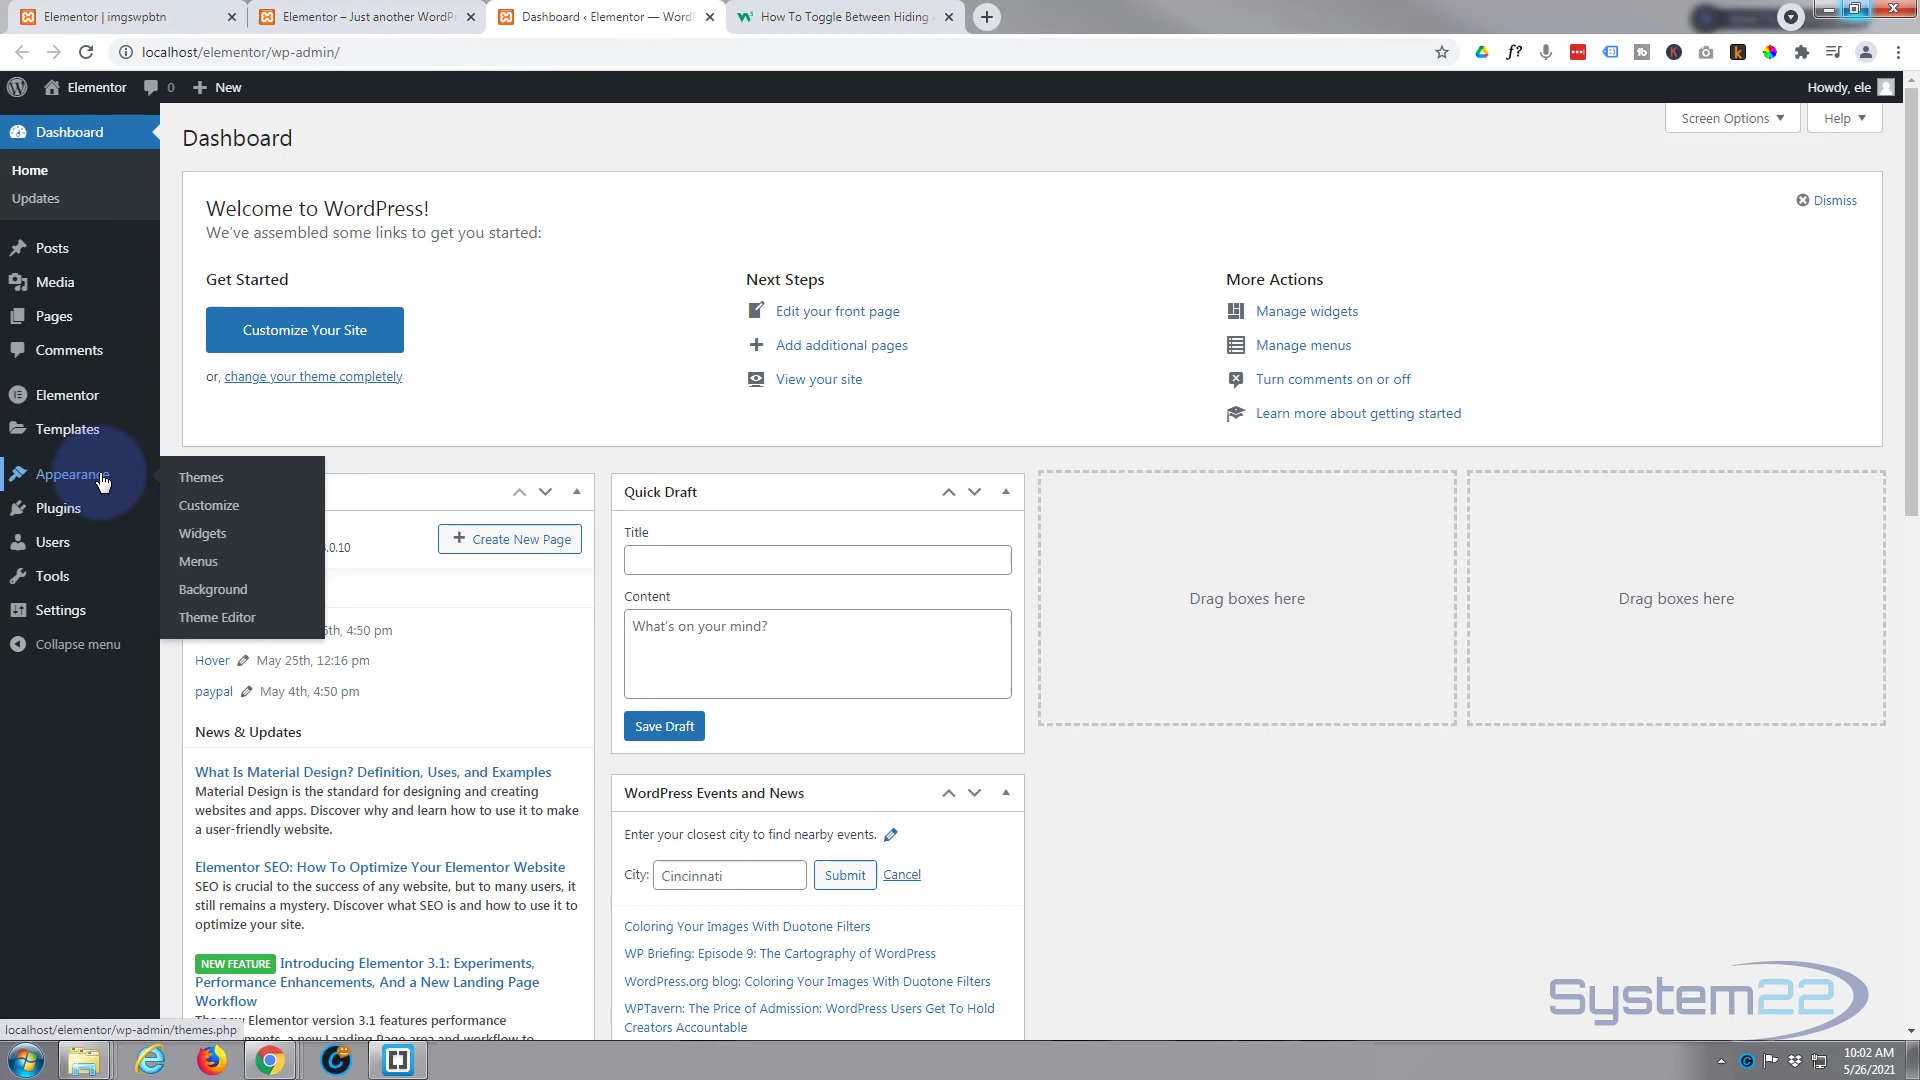 Elementor | imgswpbtn
Elementor – Just another WordPr
Dashboard ‹ Elementor — Word
How To Toggle Between Hiding
localhost/elementor/wp-admin/
Elementor
0
New
Howdy, ele
Dashboard
Home
Updates
Posts
Media
Pages
Comments
Elementor
Templates
Appearance
Plugins
Users
Tools
Settings
Collapse menu
Themes
Customize
Widgets
Menus
Background
Theme Editor
Dashboard
Screen Options
Help
Welcome to WordPress!
We've assembled some links to get you started:
Dismiss
Get Started
Customize Your Site
or, change your theme completely
Next Steps
Edit your front page
Add additional pages
View your site
More Actions
Manage widgets
Manage menus
Turn comments on or off
Learn more about getting started
.0.10
Create New Page
th, 4:50 pm
Hover May 25th, 12:16 pm
paypal May 4th, 4:50 pm
News & Updates
What Is Material Design? Definition, Uses, and Examples
Material Design is the standard for designing and creating
websites and apps. Discover why and learn how to use it to make
a user-friendly website.
Elementor SEO: How To Optimize Your Elementor Website
SEO is crucial to the success of any website, but to many users, it
still remains a mystery. Discover what SEO is and how to use it to
optimize your site.
NEW FEATURE Introducing Elementor 3.1: Experiments,
Performance Enhancements, And a New Landing Page
Workflow
Elementor version 3.1 features performance
Quick Draft
Title
Content
What's on your mind?
Save Draft
WordPress Events and News
Enter your closest city to find nearby events.
City: Cincinnati Submit Cancel
Coloring Your Images With Duotone Filters
WP Briefing: Episode 9: The Cartography of WordPress
WordPress.org blog: Coloring Your Images With Duotone Filters
WPTavern: The Price of Admission: WordPress Users Get To Hold
Creators Accountable
Drag boxes here
Drag boxes here
System22
localhost/elementor/wp-admin/themes.php
10:02 AM
5/26/2021